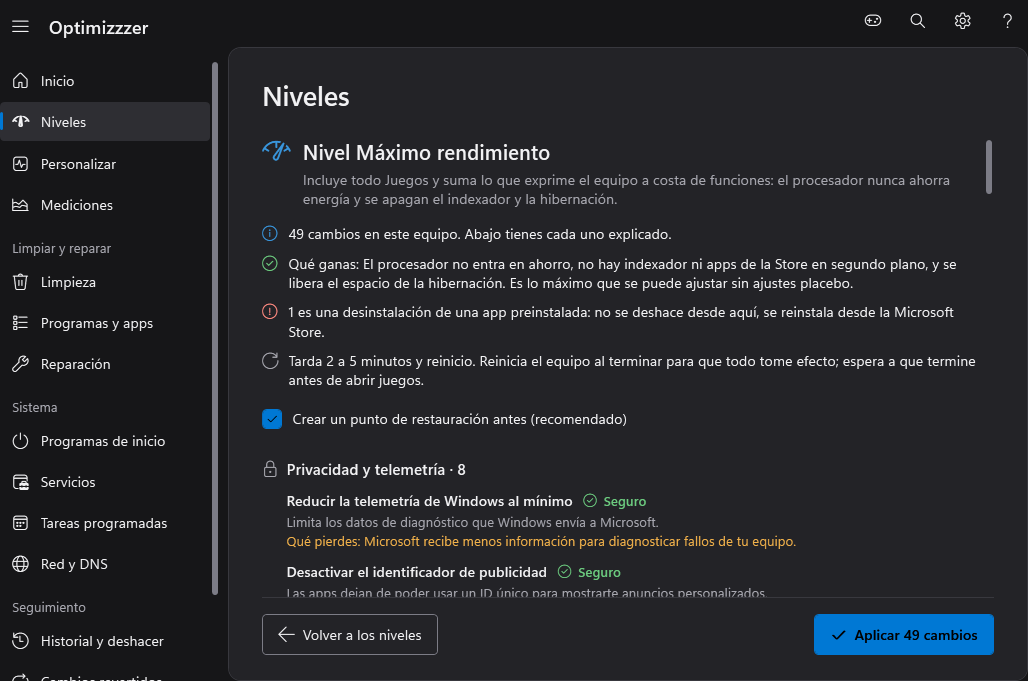 Optimizzzer
Inicio
Niveles
Personalizar
Mediciones
Limpiar y reparar
Limpieza
Programas y apps
Reparación
Sistema
Programas de inicio
Servicios
Tareas programadas
Red y DNS
Seguimiento
Historial y deshacer
Cambios revertidos
Niveles
Nivel Máximo rendimiento
Incluye todo Juegos y suma lo que exprime el equipo a costa de funciones: el procesador nunca ahorra
energía y se apagan el indexador y la hibernación.
49 cambios en este equipo. Abajo tienes cada uno explicado.
Qué ganas: El procesador no entra en ahorro, no hay indexador ni apps de la Store en segundo plano, y se
libera el espacio de la hibernación. Es lo máximo que se puede ajustar sin ajustes placebo.
1 es una desinstalación de una app preinstalada: no se deshace desde aquí, se reinstala desde la Microsoft
Store.
Tarda 2 a 5 minutos y reinicio. Reinicia el equipo al terminar para que todo tome efecto; espera a que termine
antes de abrir juegos.
Crear un punto de restauración antes (recomendado)
Privacidad y telemetría · 8
Reducir la telemetría de Windows al mínimo Seguro
Limita los datos de diagnóstico que Windows envía a Microsoft.
Qué pierdes: Microsoft recibe menos información para diagnosticar fallos de tu equipo.
Desactivar el identificador de publicidad Seguro
Las apps dejan de poder usar un ID único para mostrarte anuncios personalizados.
Volver a los niveles
Aplicar 49 cambios